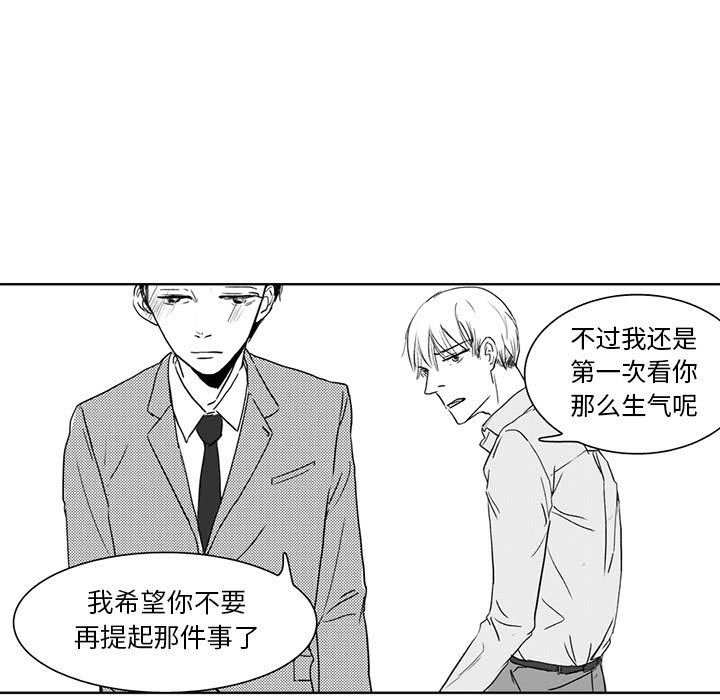 不过我还是
第一次看你
那么生气呢
我希望你不要
再提起那件事了